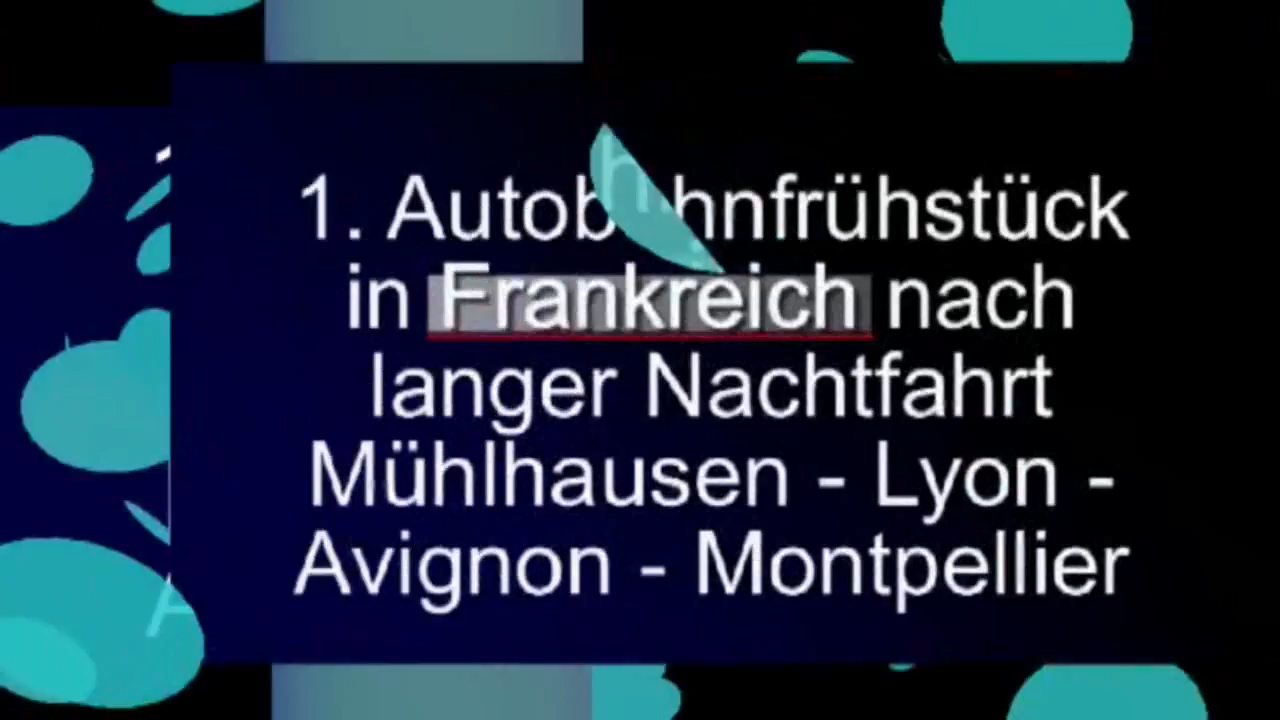 1. Autobahnfrühstück
in Frankreich nach
langer Nachtfahrt
Mühlhausen - Lyon -
Avignon - Montpellier